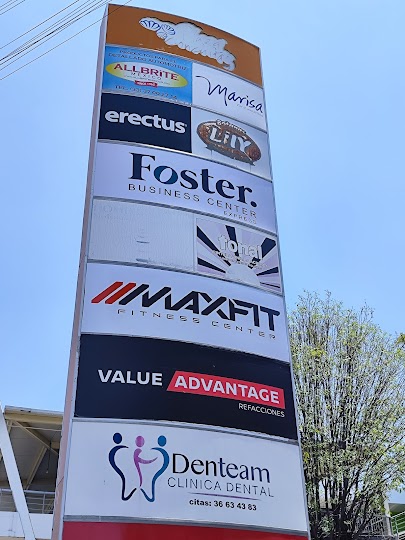 ALLBRITE
Marisa
erectus
LILY
Foster.
BUSINESS CENTER
EXPRESS
MAXFIT
FITNESS CENTER
VALUE ADVANTAGE
REFACCIONES
Denteam
CLINICA DENTAL
citas: 36 63 43 83